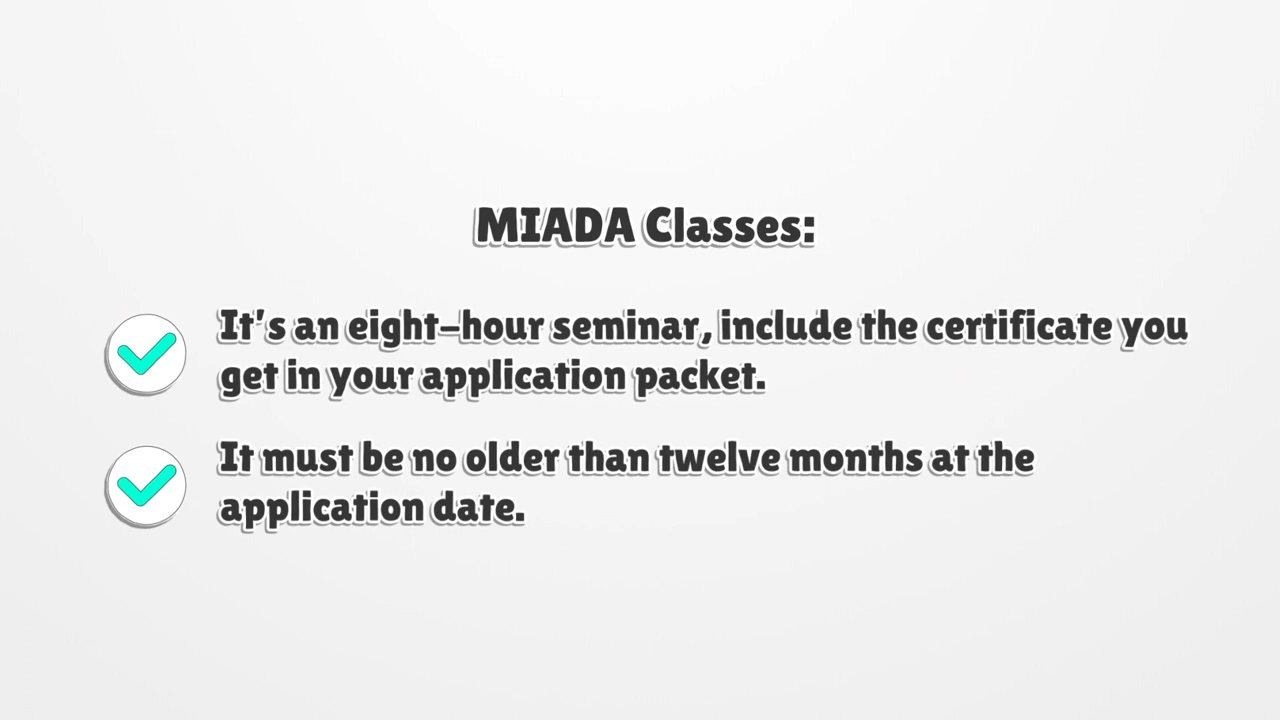 MIADA Classes:
It's an eight-hour seminar, include the certificate you
get in your application packet.
It must be no older than twelve months at the
application date.